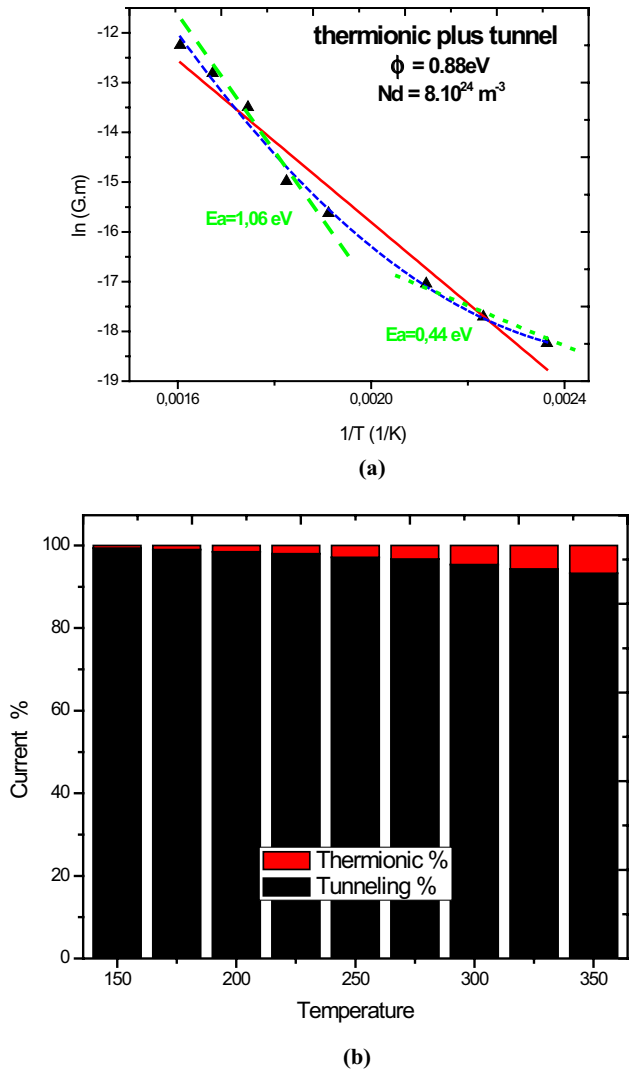 thermionic plus tunnel
ϕ = 0.88eV
Nd = 8.10²⁴ m⁻³
-12
-13
-14
-15
-16
-17
-18
-19
ln (G.m)
Ea=1,06 eV
Ea=0,44 eV
0,0016
0,0020
0,0024
1/T (1/K)
(a)
100
80
60
40
20
0
Current %
Thermionic %
Tunneling %
150
200
250
300
350
Temperature
(b)